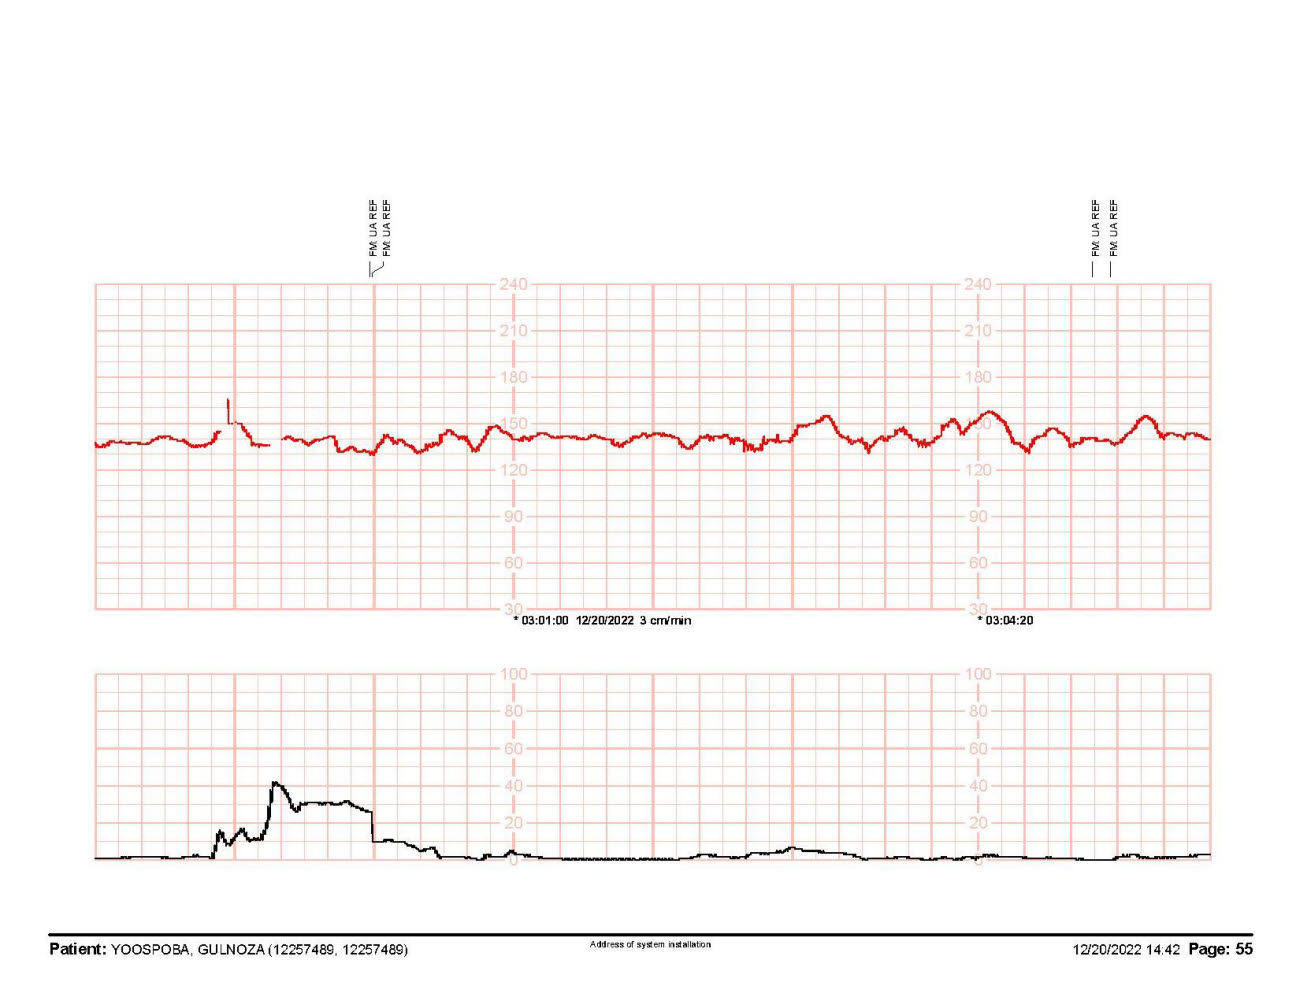 FM: UA REF
FM: UA REF
FM: UA REF
FM: UA REF
240 240
210 210
180 180
150 150
120 120
90 90
60 60
30 30
* 03:01:00 12/20/2022 3 cm/min * 03:04:20
100 100
80 80
60 60
40 40
20 20
0 0
Patient: YOOSPOBA, GULNOZA (12257489, 12257489) Address of system installation 12/20/2022 14:42 Page: 55